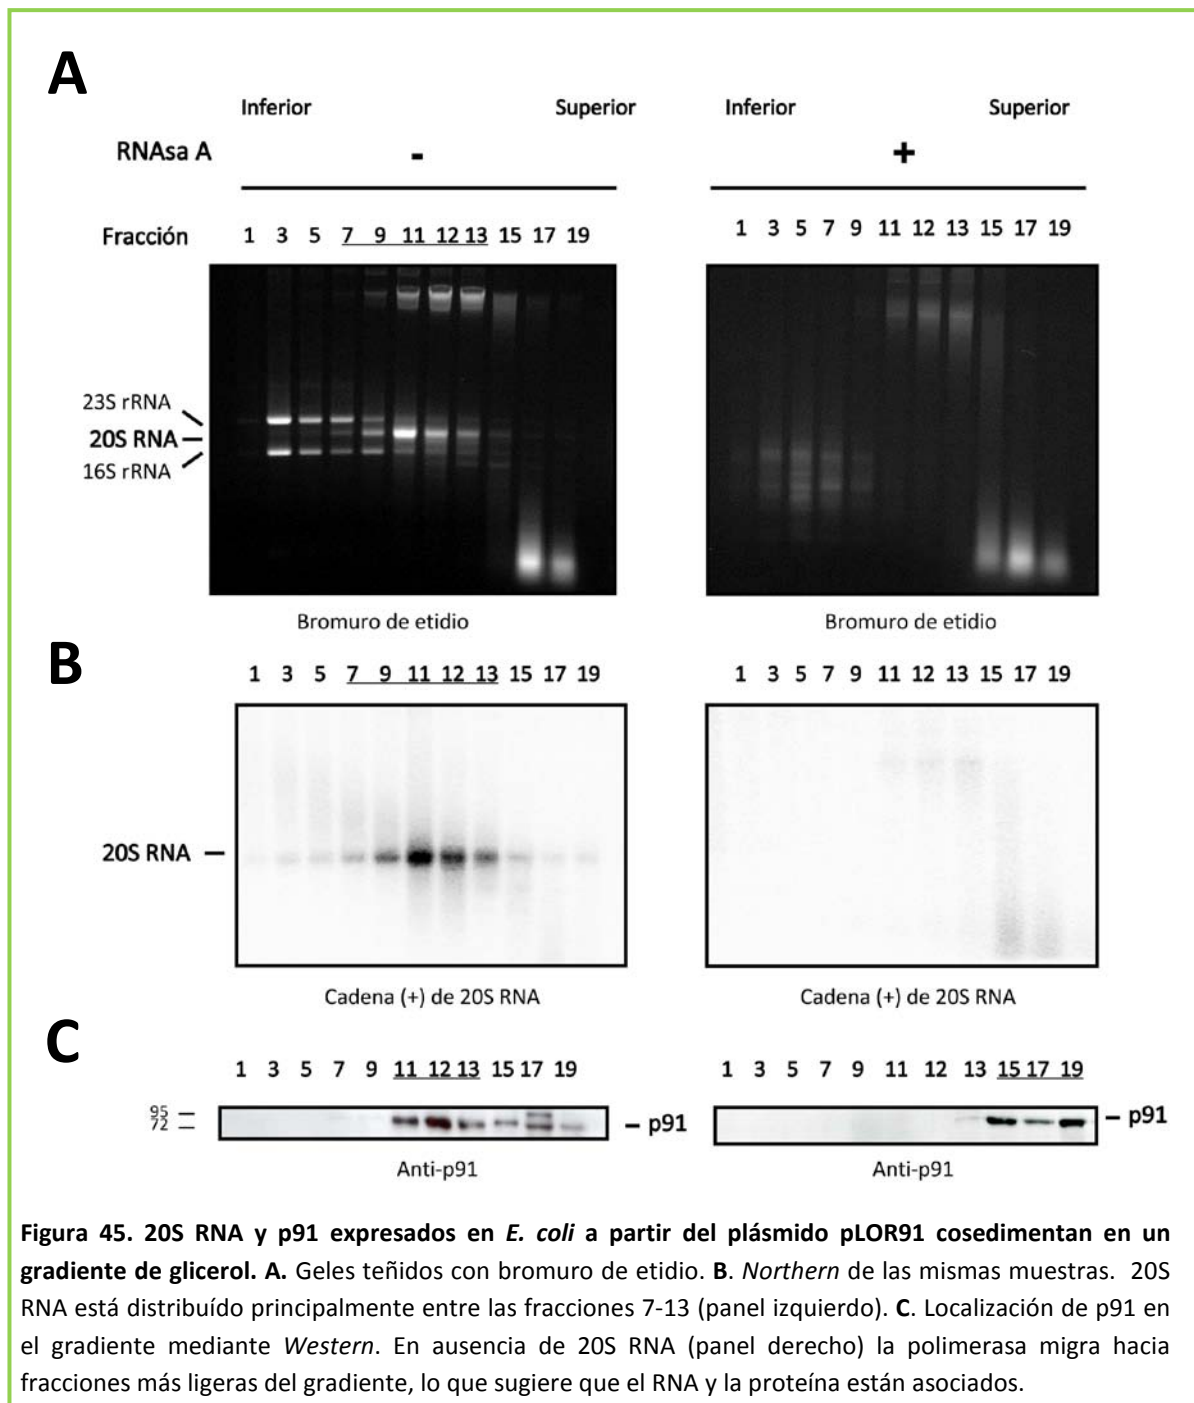 A
Inferior Superior Inferior Superior
RNAsa A - +
Fracción 1 3 5 7 9 11 12 13 15 17 19 1 3 5 7 9 11 12 13 15 17 19
23S rRNA
20S RNA
16S rRNA
Bromuro de etidio Bromuro de etidio
B
1 3 5 7 9 11 12 13 15 17 19 1 3 5 7 9 11 12 13 15 17 19
20S RNA
Cadena (+) de 20S RNA Cadena (+) de 20S RNA
C
1 3 5 7 9 11 12 13 15 17 19 1 3 5 7 9 11 12 13 15 17 19
95
72
– p91 – p91
Anti-p91 Anti-p91
Figura 45. 20S RNA y p91 expresados en E. coli a partir del plásmido pLOR91 cosedimentan en un
gradiente de glicerol. A. Geles teñidos con bromuro de etidio. B. Northern de las mismas muestras. 20S
RNA está distribuído principalmente entre las fracciones 7-13 (panel izquierdo). C. Localización de p91 en
el gradiente mediante Western. En ausencia de 20S RNA (panel derecho) la polimerasa migra hacia
fracciones más ligeras del gradiente, lo que sugiere que el RNA y la proteína están asociados.